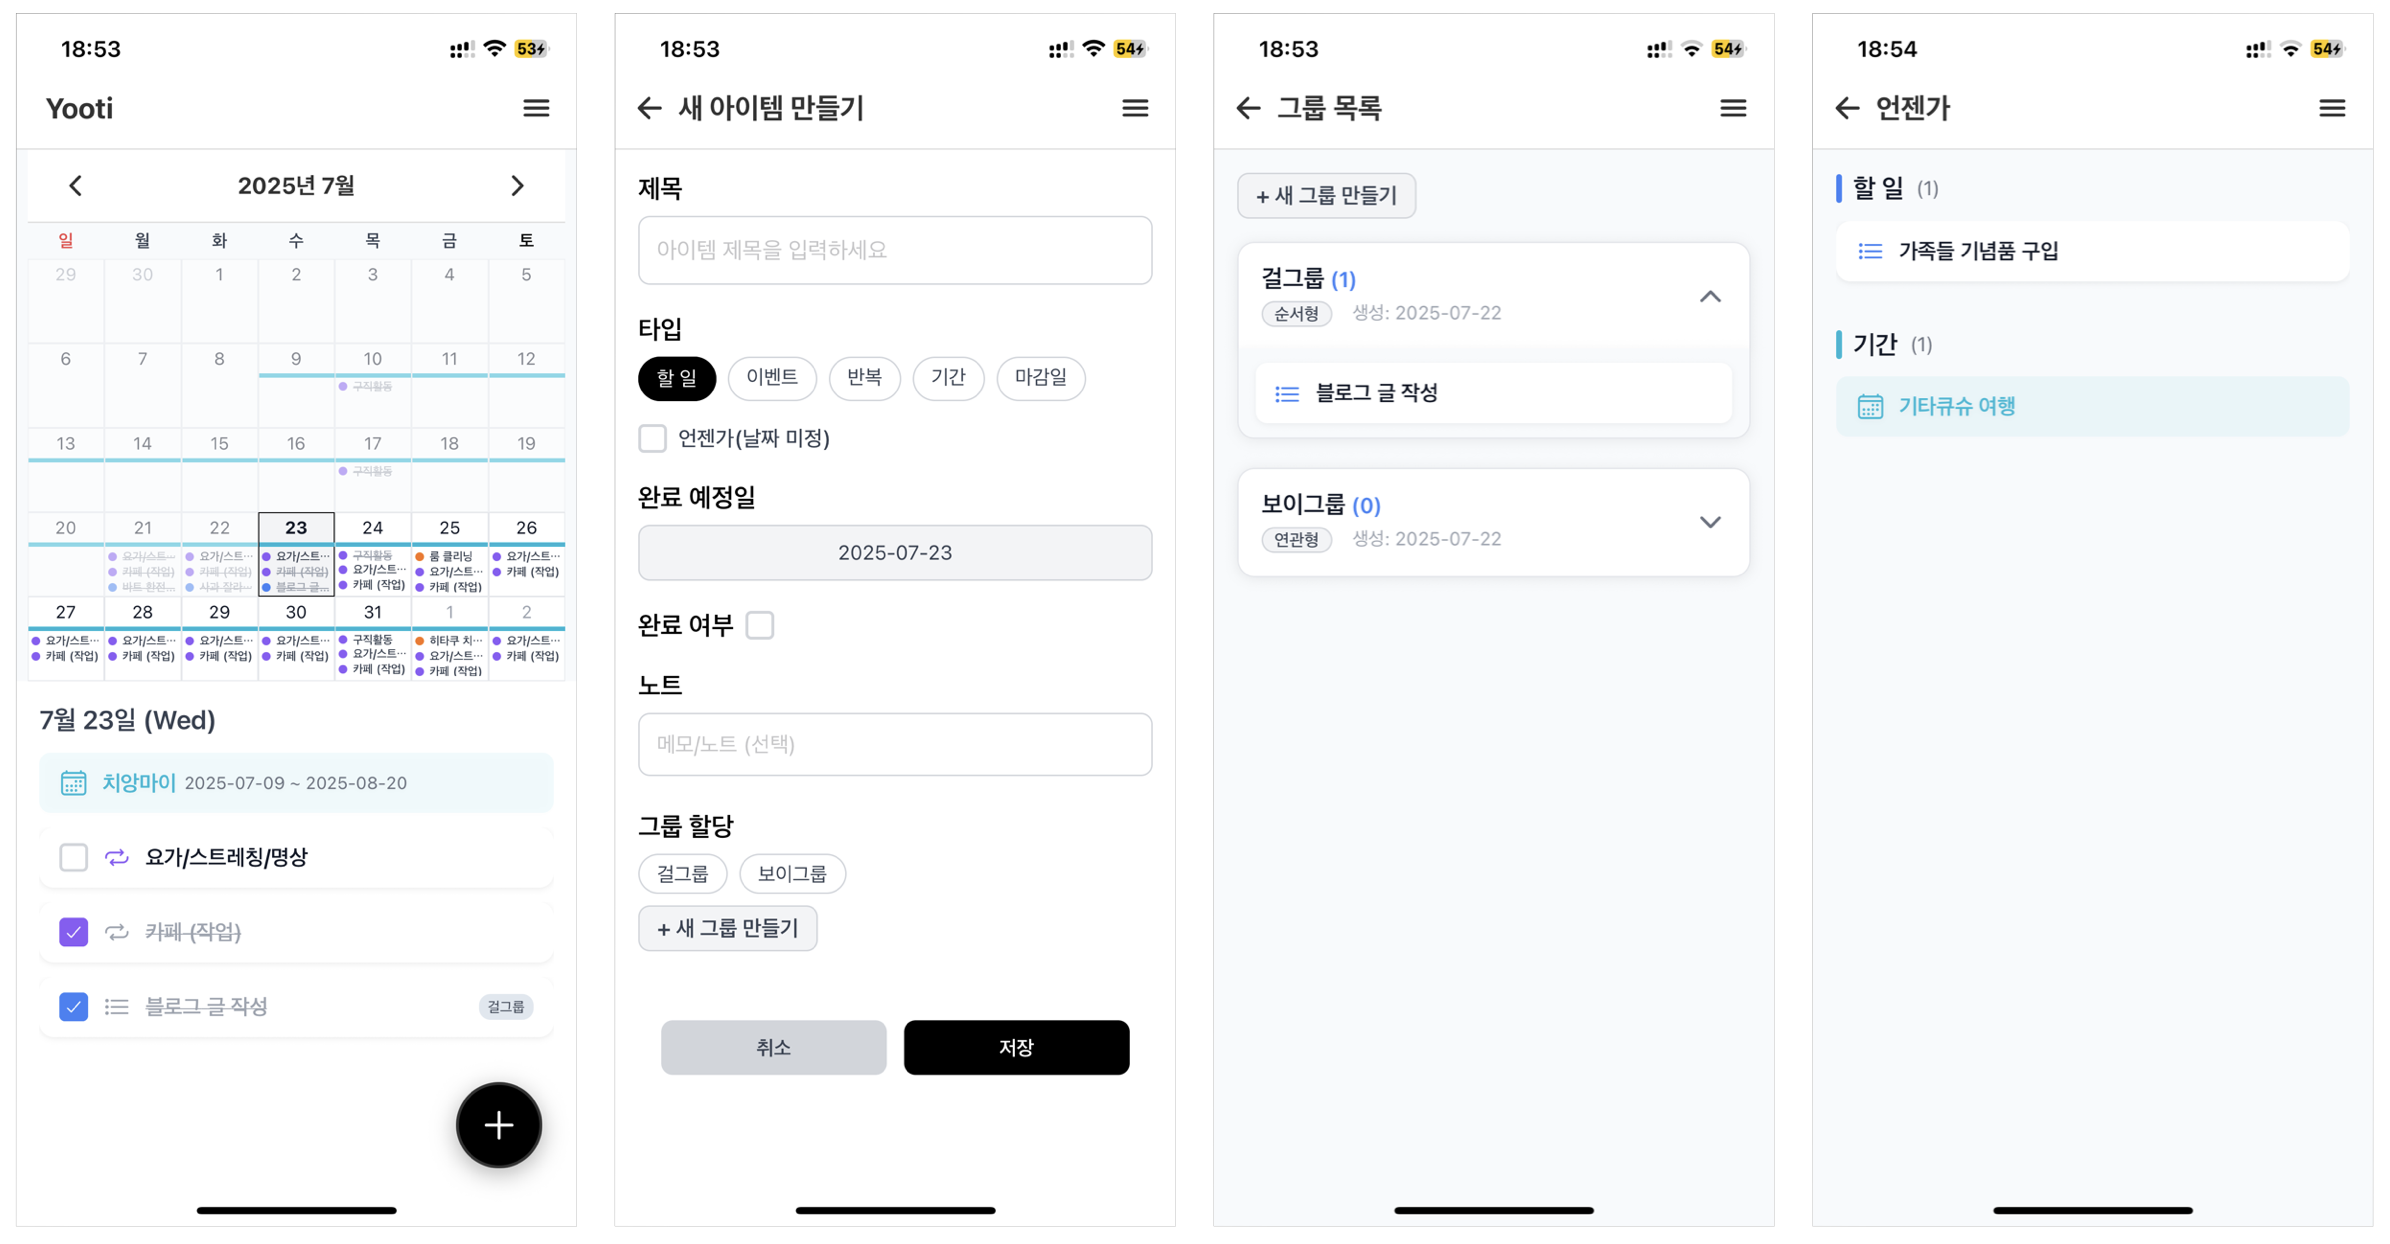 18:53
53
Yooti
2025년 7월
일 월 화 수 목 금 토
29 30 1 2 3 4 5
6 7 8 9 10 11 12
구직활동
13 14 15 16 17 18 19
구직활동
20 21 22 23 24 25 26
요가/스트… 요가/스트… 요가/스트… 구직활동 룸 클리닝 요가/스트…
카페 (작업) 카페 (작업) 카페 (작업) 요가/스트… 요가/스트… 카페 (작업)
바트 환전… 사과 잘라… 블로그 글… 카페 (작업) 카페 (작업)
27 28 29 30 31 1 2
요가/스트… 요가/스트… 요가/스트… 요가/스트… 구직활동 히타쿠 치… 요가/스트…
카페 (작업) 카페 (작업) 카페 (작업) 카페 (작업) 요가/스트… 요가/스트… 카페 (작업)
카페 (작업) 카페 (작업)
7월 23일 (Wed)
치앙마이 2025-07-09 ~ 2025-08-20
요가/스트레칭/명상
카페 (작업)
블로그 글 작성 걸그룹
18:53
54
새 아이템 만들기
제목
아이템 제목을 입력하세요
타입
할 일 이벤트 반복 기간 마감일
언젠가(날짜 미정)
완료 예정일
2025-07-23
완료 여부
노트
메모/노트 (선택)
그룹 할당
걸그룹 보이그룹
+ 새 그룹 만들기
취소 저장
18:53
54
그룹 목록
+ 새 그룹 만들기
걸그룹 (1)
순서형 생성: 2025-07-22
블로그 글 작성
보이그룹 (0)
연관형 생성: 2025-07-22
18:54
54
언젠가
할 일 (1)
가족들 기념품 구입
기간 (1)
기타큐슈 여행